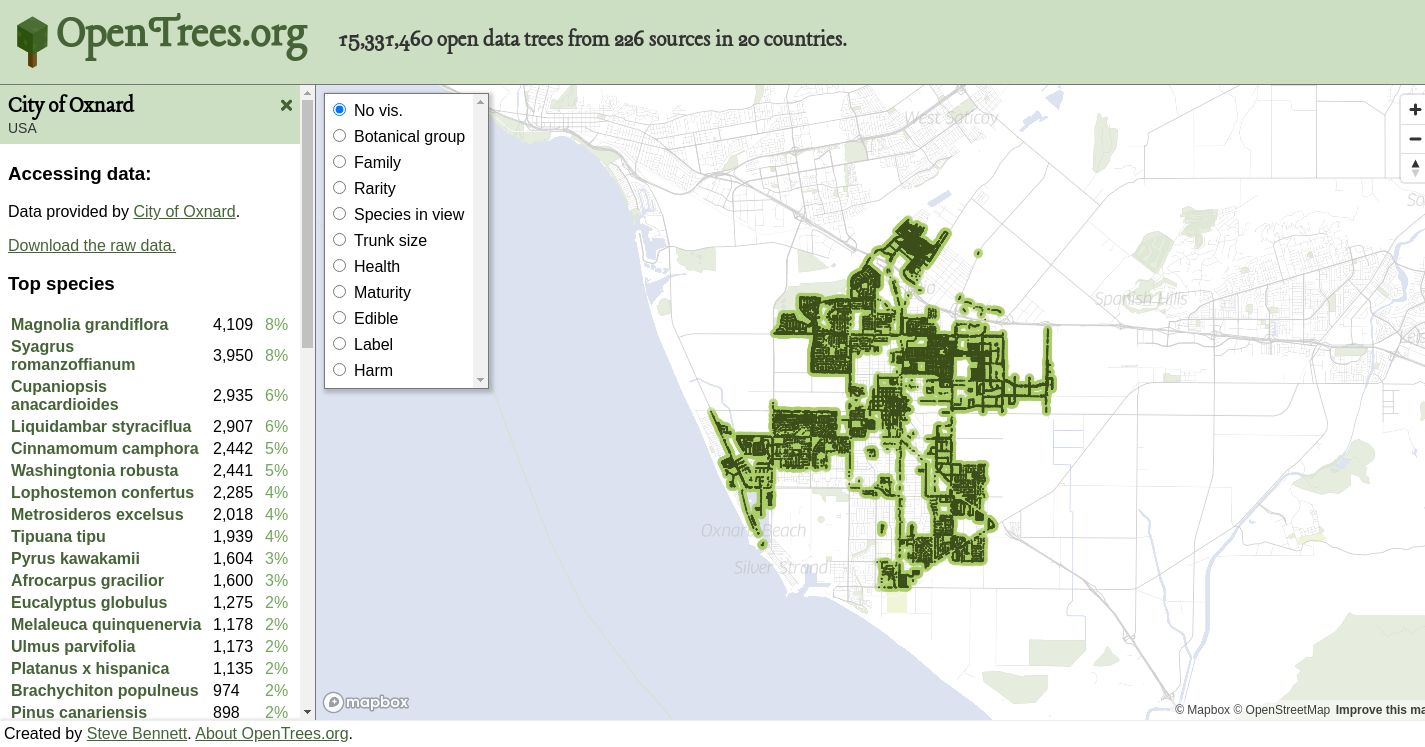 OpenTrees.org
15,331,460 open data trees from 226 sources in 20 countries.
City of Oxnard
USA
Accessing data:
Data provided by City of Oxnard.
Download the raw data.
Top species
Magnolia grandiflora 4,109 8%
Syagrus romanzoffianum 3,950 8%
Cupaniopsis anacardioides 2,935 6%
Liquidambar styraciflua 2,907 6%
Cinnamomum camphora 2,442 5%
Washingtonia robusta 2,441 5%
Lophostemon confertus 2,285 4%
Metrosideros excelsus 2,018 4%
Tipuana tipu 1,939 4%
Pyrus kawakamii 1,604 3%
Afrocarpus gracilior 1,600 3%
Eucalyptus globulus 1,275 2%
Melaleuca quinquenervia 1,178 2%
Ulmus parvifolia 1,173 2%
Platanus x hispanica 1,135 2%
Brachychiton populneus 974 2%
Pinus canariensis 898 2%
No vis.
Botanical group
Family
Rarity
Species in view
Trunk size
Health
Maturity
Edible
Label
Harm
West Saticoy
Spanish Hills
Silver Strand
mapbox
© Mapbox © OpenStreetMap Improve this ma
Created by Steve Bennett. About OpenTrees.org.